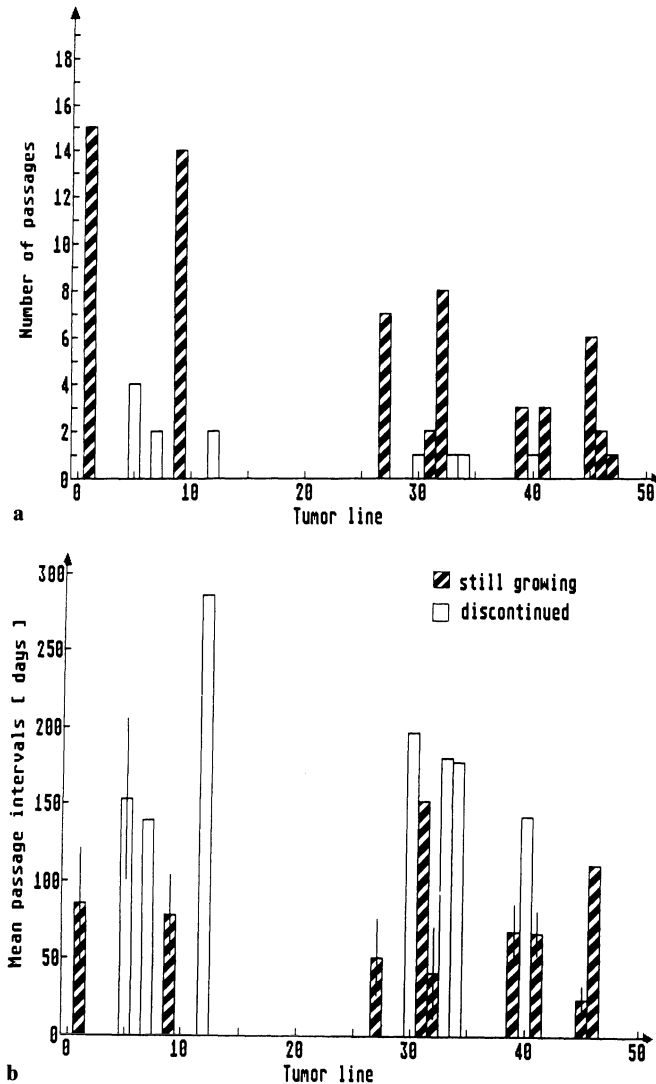 18
16
14
12
10
8
6
4
2
0
Number of passages
0 10 20 30 40 50
Tumor line
a
300
250
200
150
100
50
0
Mean passage intervals [ days ]
still growing
discontinued
0 10 20 30 40 50
Tumor line
b